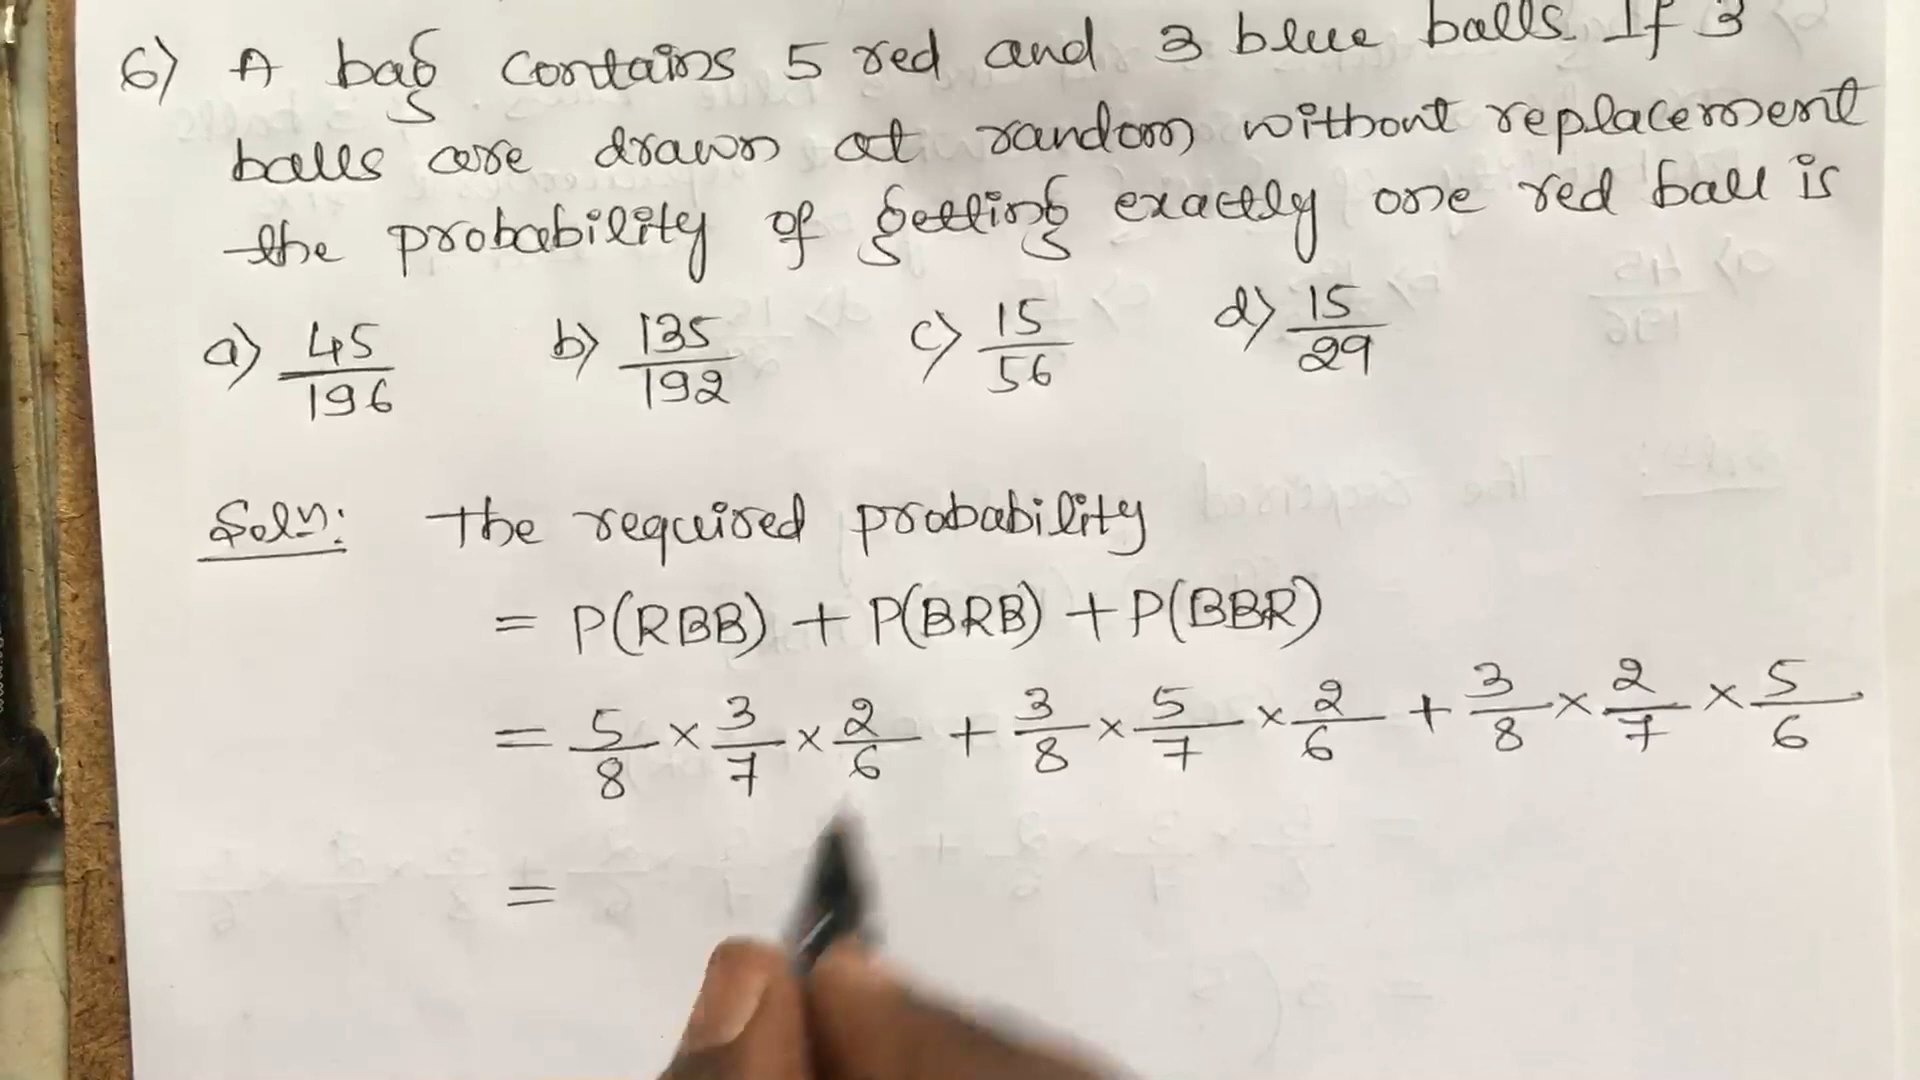 6) A bag contains 5 red and 3 blue balls. If 3
balls are drawn at random without replacement
the probability of getting exactly one red ball is
a) 45/196 b) 135/192 c) 15/56 d) 15/29
Soln: The required probability
= P(RBB) + P(BRB) + P(BBR)
= 5/8 × 3/7 × 2/6 + 3/8 × 5/7 × 2/6 + 3/8 × 2/7 × 5/6
=